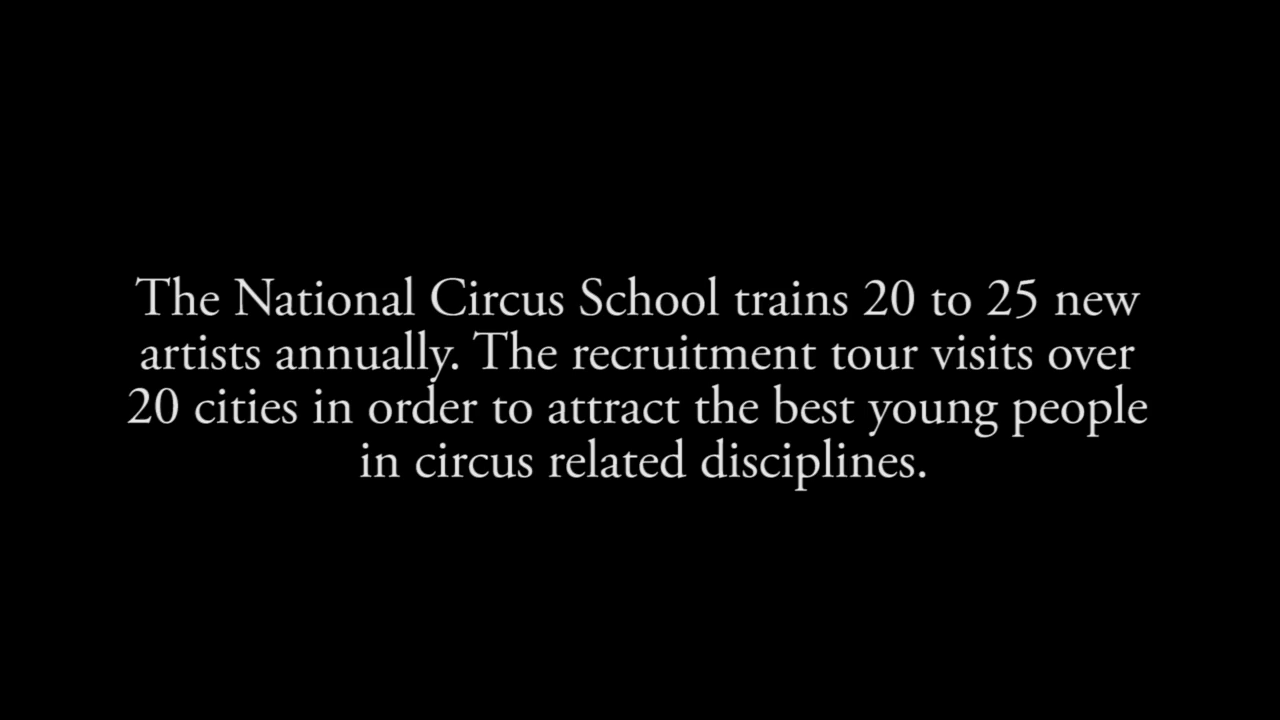 The National Circus School trains 20 to 25 new
artists annually. The recruitment tour visits over
20 cities in order to attract the best young people
in circus related disciplines.